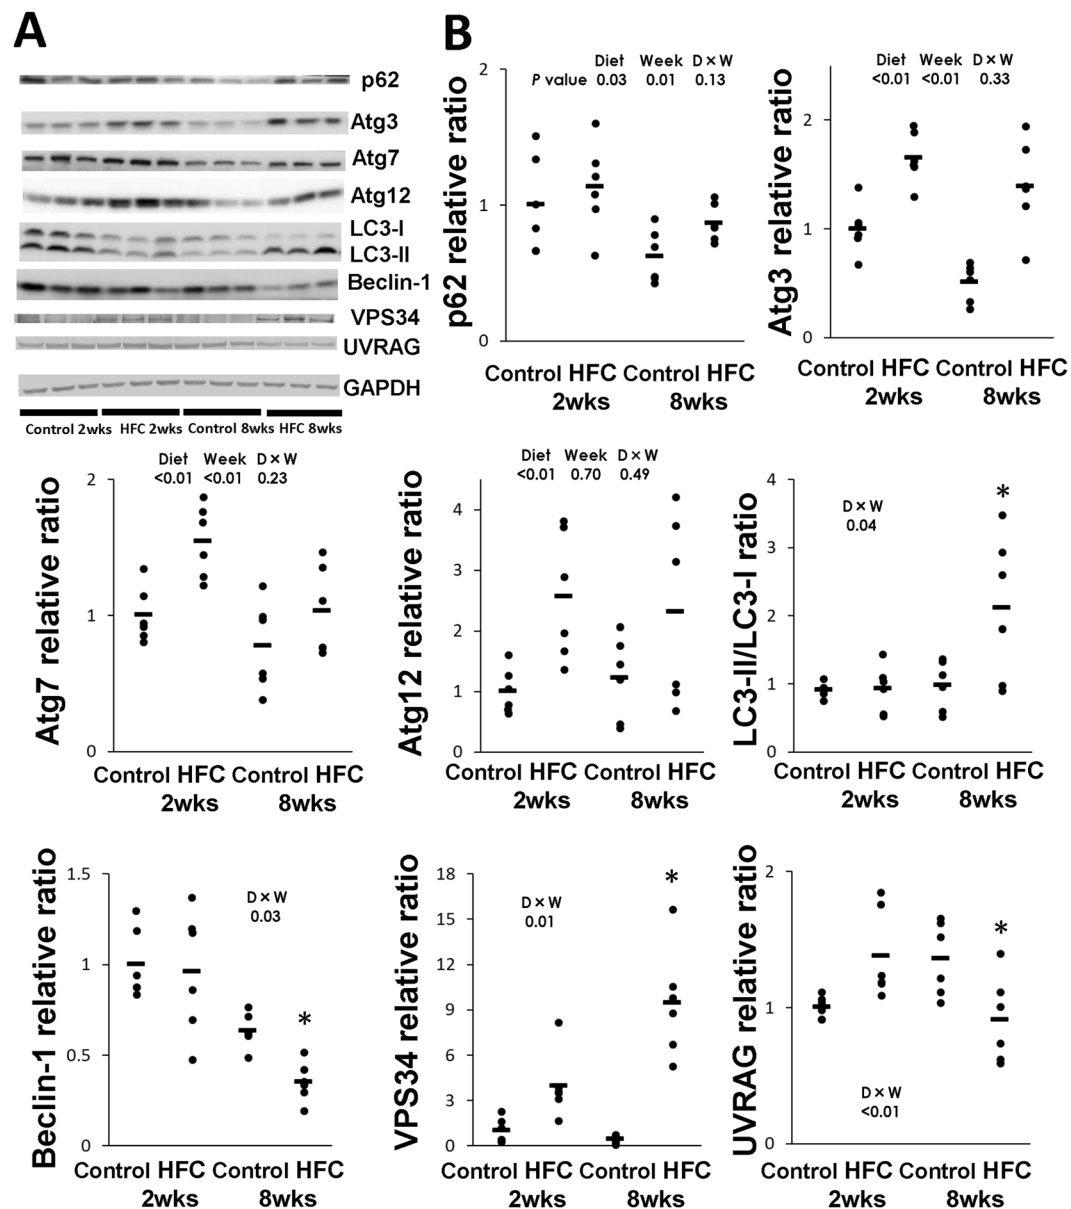 A
p62
Atg3
Atg7
Atg12
LC3-I
LC3-II
Beclin-1
VPS34
UVRAG
GAPDH
Control 2wks HFC 2wks Control 8wks HFC 8wks
B
p62 relative ratio
Diet Week D×W
P value 0.03 0.01 0.13
2
1
0
Control HFC Control HFC
2wks 8wks
Atg3 relative ratio
Diet Week D×W
<0.01 <0.01 0.33
2
1
0
Control HFC Control HFC
2wks 8wks
Atg7 relative ratio
Diet Week D×W
<0.01 <0.01 0.23
2
1
0
Control HFC Control HFC
2wks 8wks
Atg12 relative ratio
Diet Week D×W
<0.01 0.70 0.49
4
3
2
1
0
Control HFC Control HFC
2wks 8wks
LC3-II/LC3-I ratio
D×W
0.04
*
4
3
2
1
0
Control HFC Control HFC
2wks 8wks
Beclin-1 relative ratio
D×W
0.03
*
1.5
1
0.5
0
Control HFC Control HFC
2wks 8wks
VPS34 relative ratio
D×W
0.01
*
18
15
12
9
6
3
0
Control HFC Control HFC
2wks 8wks
UVRAG relative ratio
*
D×W
<0.01
2
1
0
Control HFC Control HFC
2wks 8wks